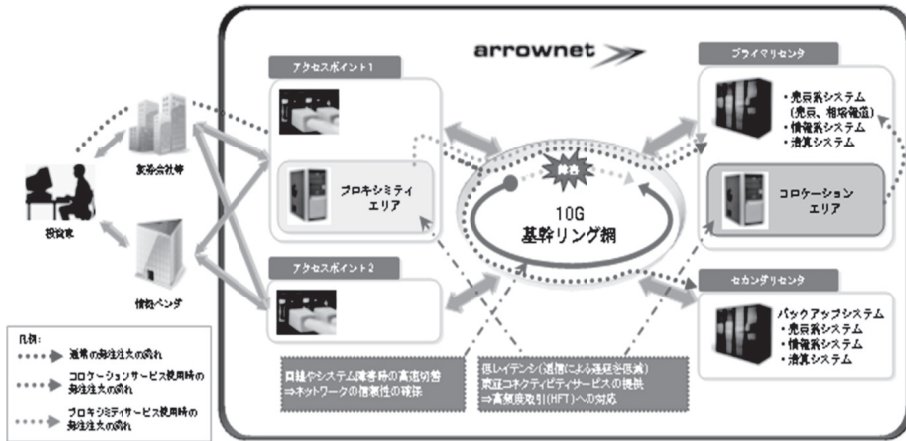 arrownet
アクセスポイント1
プロキシミティ
エリア
アクセスポイント2
証券会社等
投資家
情報ベンダ
障害
10G
基幹リング網
プライマリセンタ
・売買系システム
(売買、相場報道)
・情報系システム
・清算システム
コロケーション
エリア
セカンダリセンタ
バックアップシステム
・売買系システム
・情報系システム
・清算システム
回線やシステム障害時の高速切替
⇒ネットワークの信頼性の確保
低レイテンシ(通信による遅延を低減)
東証コネクティビティサービスの提供
⇒高頻度取引(HFT)への対応
凡例:
通常の発注注文の流れ
コロケーションサービス使用時の
発注注文の流れ
プロキシミティサービス使用時の
発注注文の流れ